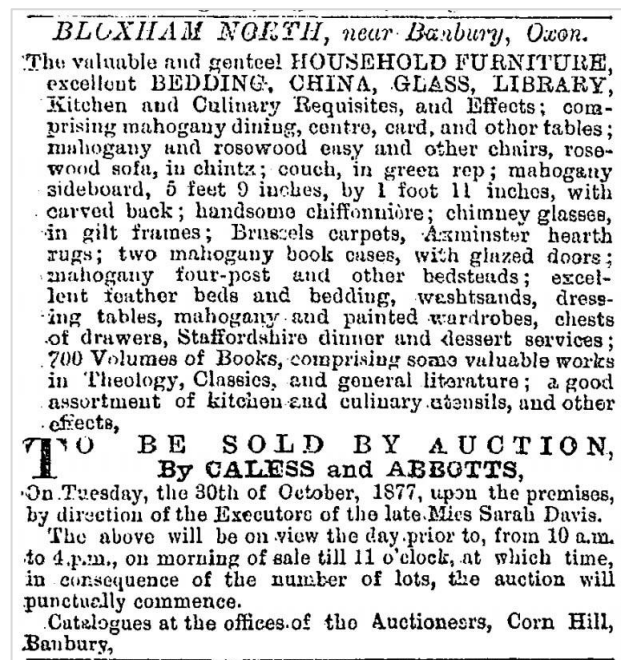 BLOXHAM NORTH, near Banbury, Oxon.
The valuable and genteel HOUSEHOLD FURNITURE,
excellent BEDDING, CHINA, GLASS, LIBRARY,
Kitchen and Culinary Requisites, and Effects; com-
prising mahogany dining, centre, card, and other tables;
mahogany and rosewood easy and other chairs, rose-
wood sofa, in chintz; couch, in green rep; mahogany
sideboard, 5 feet 9 inches, by 1 foot 11 inches, with
carved back; handsome chiffonnière; chimney glasses,
in gilt frames; Brussels carpets, Axminster hearth
rugs; two mahogany book cases, with glazed doors;
mahogany four-post and other bedsteads; excel-
lent feather beds and bedding, washtsands, dress-
ing tables, mahogany and painted wardrobes, chests
of drawers, Staffordshire dinner and dessert services;
700 Volumes of Books, comprising some valuable works
in Theology, Classics, and general literature; a good
assortment of kitchen and culinary utensils, and other
effects,
TO BE SOLD BY AUCTION,
By CALESS and ABBOTTS,
On Tuesday, the 30th of October, 1877, upon the premises,
by direction of the Executors of the late Miss Sarah Davis.
The above will be on view the day prior to, from 10 a.m.
to 4 p.m., on morning of sale till 11 o'clock, at which time,
in consequence of the number of lots, the auction will
punctually commence.
Catalogues at the offices of the Auctioneers, Corn Hill,
Banbury,